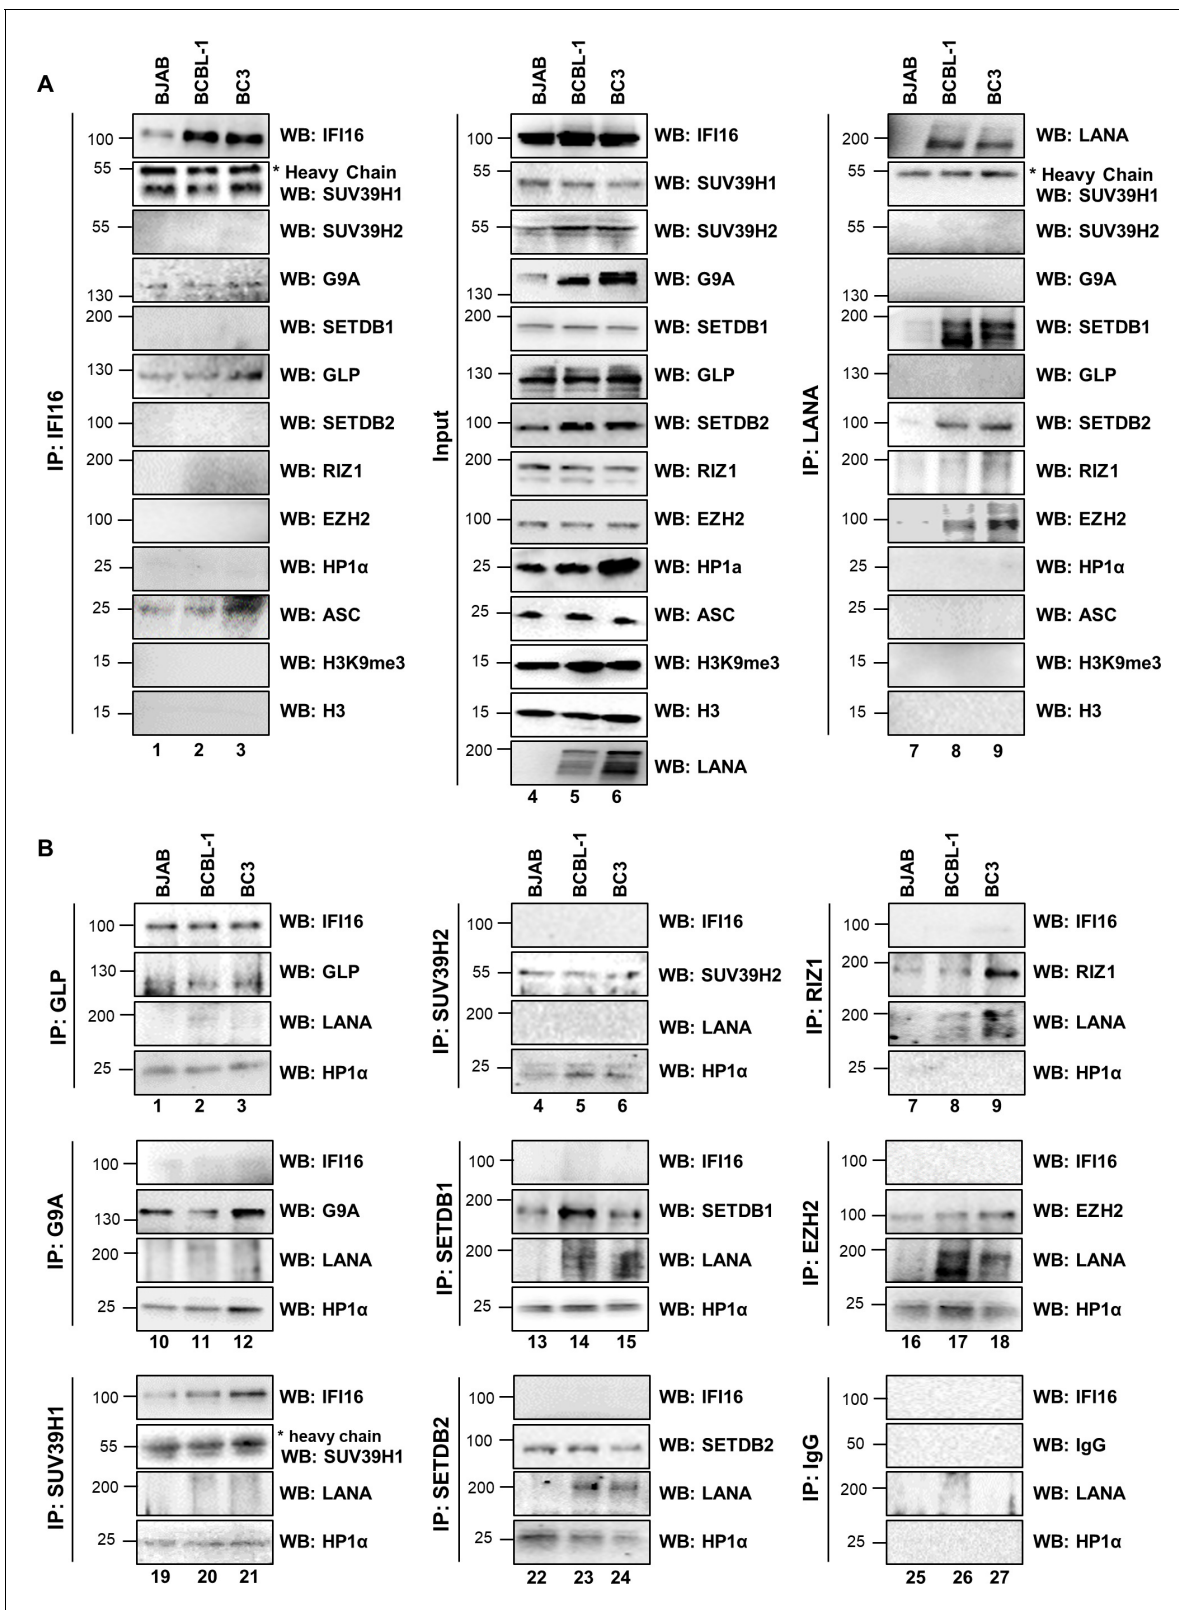 A
BJAB
BCBL-1
BC3
IP: IFI16
100
WB: IFI16
55
* Heavy Chain
WB: SUV39H1
55
WB: SUV39H2
130
WB: G9A
200
WB: SETDB1
130
WB: GLP
100
WB: SETDB2
200
WB: RIZ1
100
WB: EZH2
25
WB: HP1α
25
WB: ASC
15
WB: H3K9me3
15
WB: H3
1 2 3
BJAB
BCBL-1
BC3
Input
100
WB: IFI16
55
WB: SUV39H1
55
WB: SUV39H2
130
WB: G9A
200
WB: SETDB1
130
WB: GLP
100
WB: SETDB2
200
WB: RIZ1
100
WB: EZH2
25
WB: HP1a
25
WB: ASC
15
WB: H3K9me3
15
WB: H3
200
WB: LANA
4 5 6
BJAB
BCBL-1
BC3
IP: LANA
200
WB: LANA
55
* Heavy Chain
WB: SUV39H1
55
WB: SUV39H2
130
WB: G9A
200
WB: SETDB1
130
WB: GLP
100
WB: SETDB2
200
WB: RIZ1
100
WB: EZH2
25
WB: HP1α
25
WB: ASC
15
WB: H3K9me3
15
WB: H3
7 8 9
B
BJAB
BCBL-1
BC3
IP: GLP
100
WB: IFI16
130
WB: GLP
200
WB: LANA
25
WB: HP1α
1 2 3
BJAB
BCBL-1
BC3
IP: SUV39H2
100
WB: IFI16
55
WB: SUV39H2
200
WB: LANA
25
WB: HP1α
4 5 6
BJAB
BCBL-1
BC3
IP: RIZ1
100
WB: IFI16
200
WB: RIZ1
200
WB: LANA
25
WB: HP1α
7 8 9
IP: G9A
100
WB: IFI16
130
WB: G9A
200
WB: LANA
25
WB: HP1α
10 11 12
IP: SETDB1
100
WB: IFI16
200
WB: SETDB1
200
WB: LANA
25
WB: HP1α
13 14 15
IP: EZH2
100
WB: IFI16
100
WB: EZH2
200
WB: LANA
25
WB: HP1α
16 17 18
IP: SUV39H1
100
WB: IFI16
55
* heavy chain
WB: SUV39H1
200
WB: LANA
25
WB: HP1α
19 20 21
IP: SETDB2
100
WB: IFI16
100
WB: SETDB2
200
WB: LANA
25
WB: HP1α
22 23 24
IP: IgG
100
WB: IFI16
50
WB: IgG
200
WB: LANA
25
WB: HP1α
25 26 27